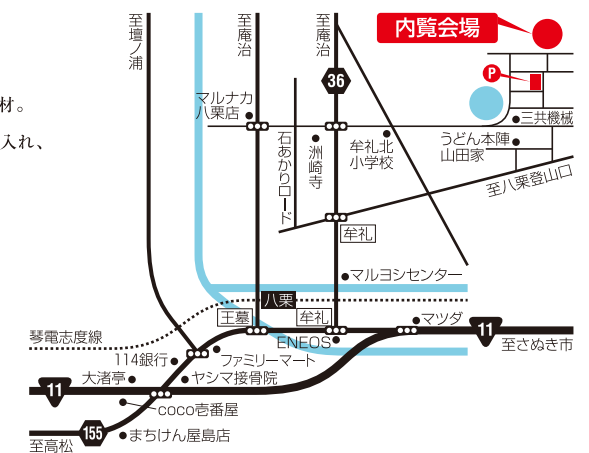 至壇ノ浦
至庵治
至庵治
内覧会場
材。
入れ、
36
P
マルナカ
八栗店
三共機械
石あかりロード
洲崎寺
牟礼北
小学校
うどん本陣
山田家
至八栗登山口
牟礼
マルヨシセンター
八栗
王墓
牟礼
マツダ
11
琴電志度線
ENEOS
至さぬき市
114銀行
ファミリーマート
大渚亭
ヤシマ接骨院
11
coco壱番屋
155
まちけん屋島店
至高松